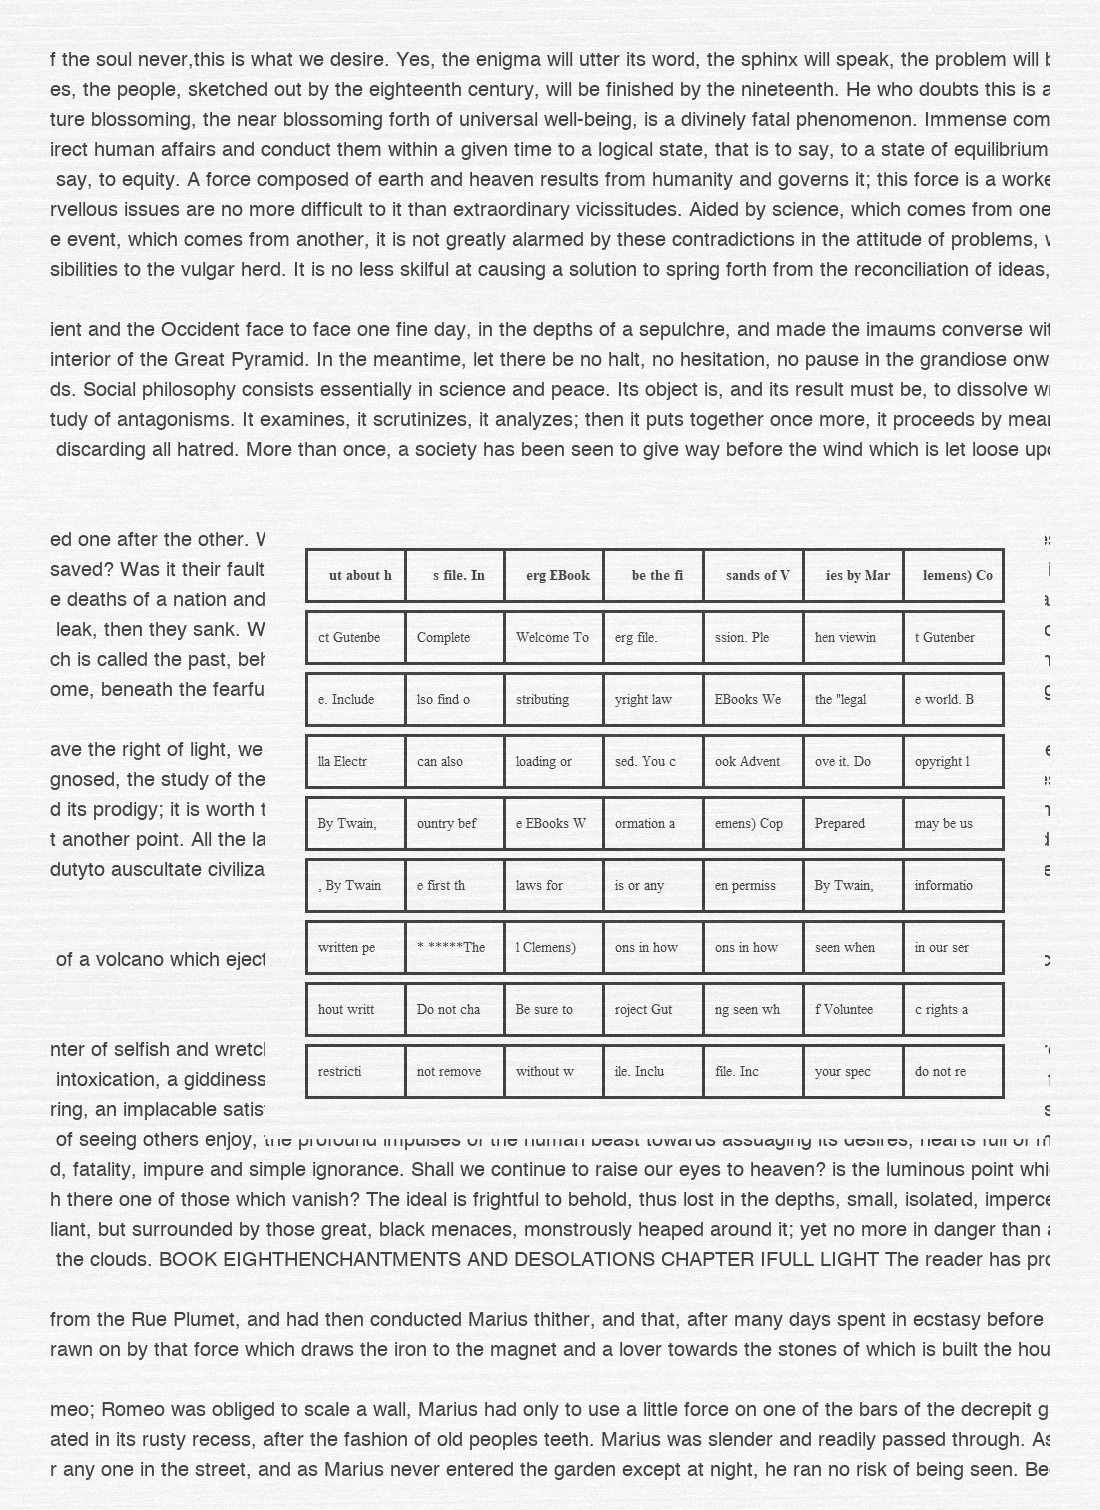 f the soul never,this is what we desire. Yes, the enigma will utter its word, the sphinx will speak, the problem will
es, the people, sketched out by the eighteenth century, will be finished by the nineteenth. He who doubts this is a
ture blossoming, the near blossoming forth of universal well-being, is a divinely fatal phenomenon. Immense com
irect human affairs and conduct them within a given time to a logical state, that is to say, to a state of equilibrium
say, to equity. A force composed of earth and heaven results from humanity and governs it; this force is a worke
rvellous issues are no more difficult to it than extraordinary vicissitudes. Aided by science, which comes from one
e event, which comes from another, it is not greatly alarmed by these contradictions in the attitude of problems,
sibilities to the vulgar herd. It is no less skilful at causing a solution to spring forth from the reconciliation of ideas,
ient and the Occident face to face one fine day, in the depths of a sepulchre, and made the imaums converse wit
interior of the Great Pyramid. In the meantime, let there be no halt, no hesitation, no pause in the grandiose onw
ds. Social philosophy consists essentially in science and peace. Its object is, and its result must be, to dissolve
tudy of antagonisms. It examines, it scrutinizes, it analyzes; then it puts together once more, it proceeds by mean
discarding all hatred. More than once, a society has been seen to give way before the wind which is let loose upo
ed one after the other.
saved? Was it their fault
e deaths of a nation and
leak, then they sank. W
ch is called the past, beh
ome, beneath the fearfu
ave the right of light, we
gnosed, the study of the
d its prodigy; it is worth t
t another point. All the la
dutyto auscultate civiliza
of a volcano which eject
nter of selfish and wretch
intoxication, a giddiness
ring, an implacable satis
ut about h s file. In erg EBook be the fi sands of V ies by Mar lemens) Co
ct Gutenbe Complete Welcome To erg file. ssion. Ple hen viewin t Gutenber
e. Include lso find o stributing yright law EBooks We the "legal e world. B
lla Electr can also loading or sed. You c ook Advent ove it. Do opyright l
By Twain, ountry bef e EBooks W ormation a emens) Cop Prepared may be us
, By Twain e first th laws for is or any en permiss By Twain, informatio
written pe * *****The l Clemens) ons in how ons in how seen when in our ser
hout writt Do not cha Be sure to roject Gut ng seen wh f Voluntee c rights a
restricti not remove without w ile. Inclu file. Inc your spec do not re
of seeing others enjoy, the profound impulses of the human beast towards assuaging its desires, hearts full of m
d, fatality, impure and simple ignorance. Shall we continue to raise our eyes to heaven? is the luminous point whi
h there one of those which vanish? The ideal is frightful to behold, thus lost in the depths, small, isolated, imperce
liant, but surrounded by those great, black menaces, monstrously heaped around it; yet no more in danger than a
the clouds. BOOK EIGHTHENCHANTMENTS AND DESOLATIONS CHAPTER IFULL LIGHT The reader has pro
from the Rue Plumet, and had then conducted Marius thither, and that, after many days spent in ecstasy before
rawn on by that force which draws the iron to the magnet and a lover towards the stones of which is built the hou
meo; Romeo was obliged to scale a wall, Marius had only to use a little force on one of the bars of the decrepit g
ated in its rusty recess, after the fashion of old peoples teeth. Marius was slender and readily passed through. As
r any one in the street, and as Marius never entered the garden except at night, he ran no risk of being seen. Be